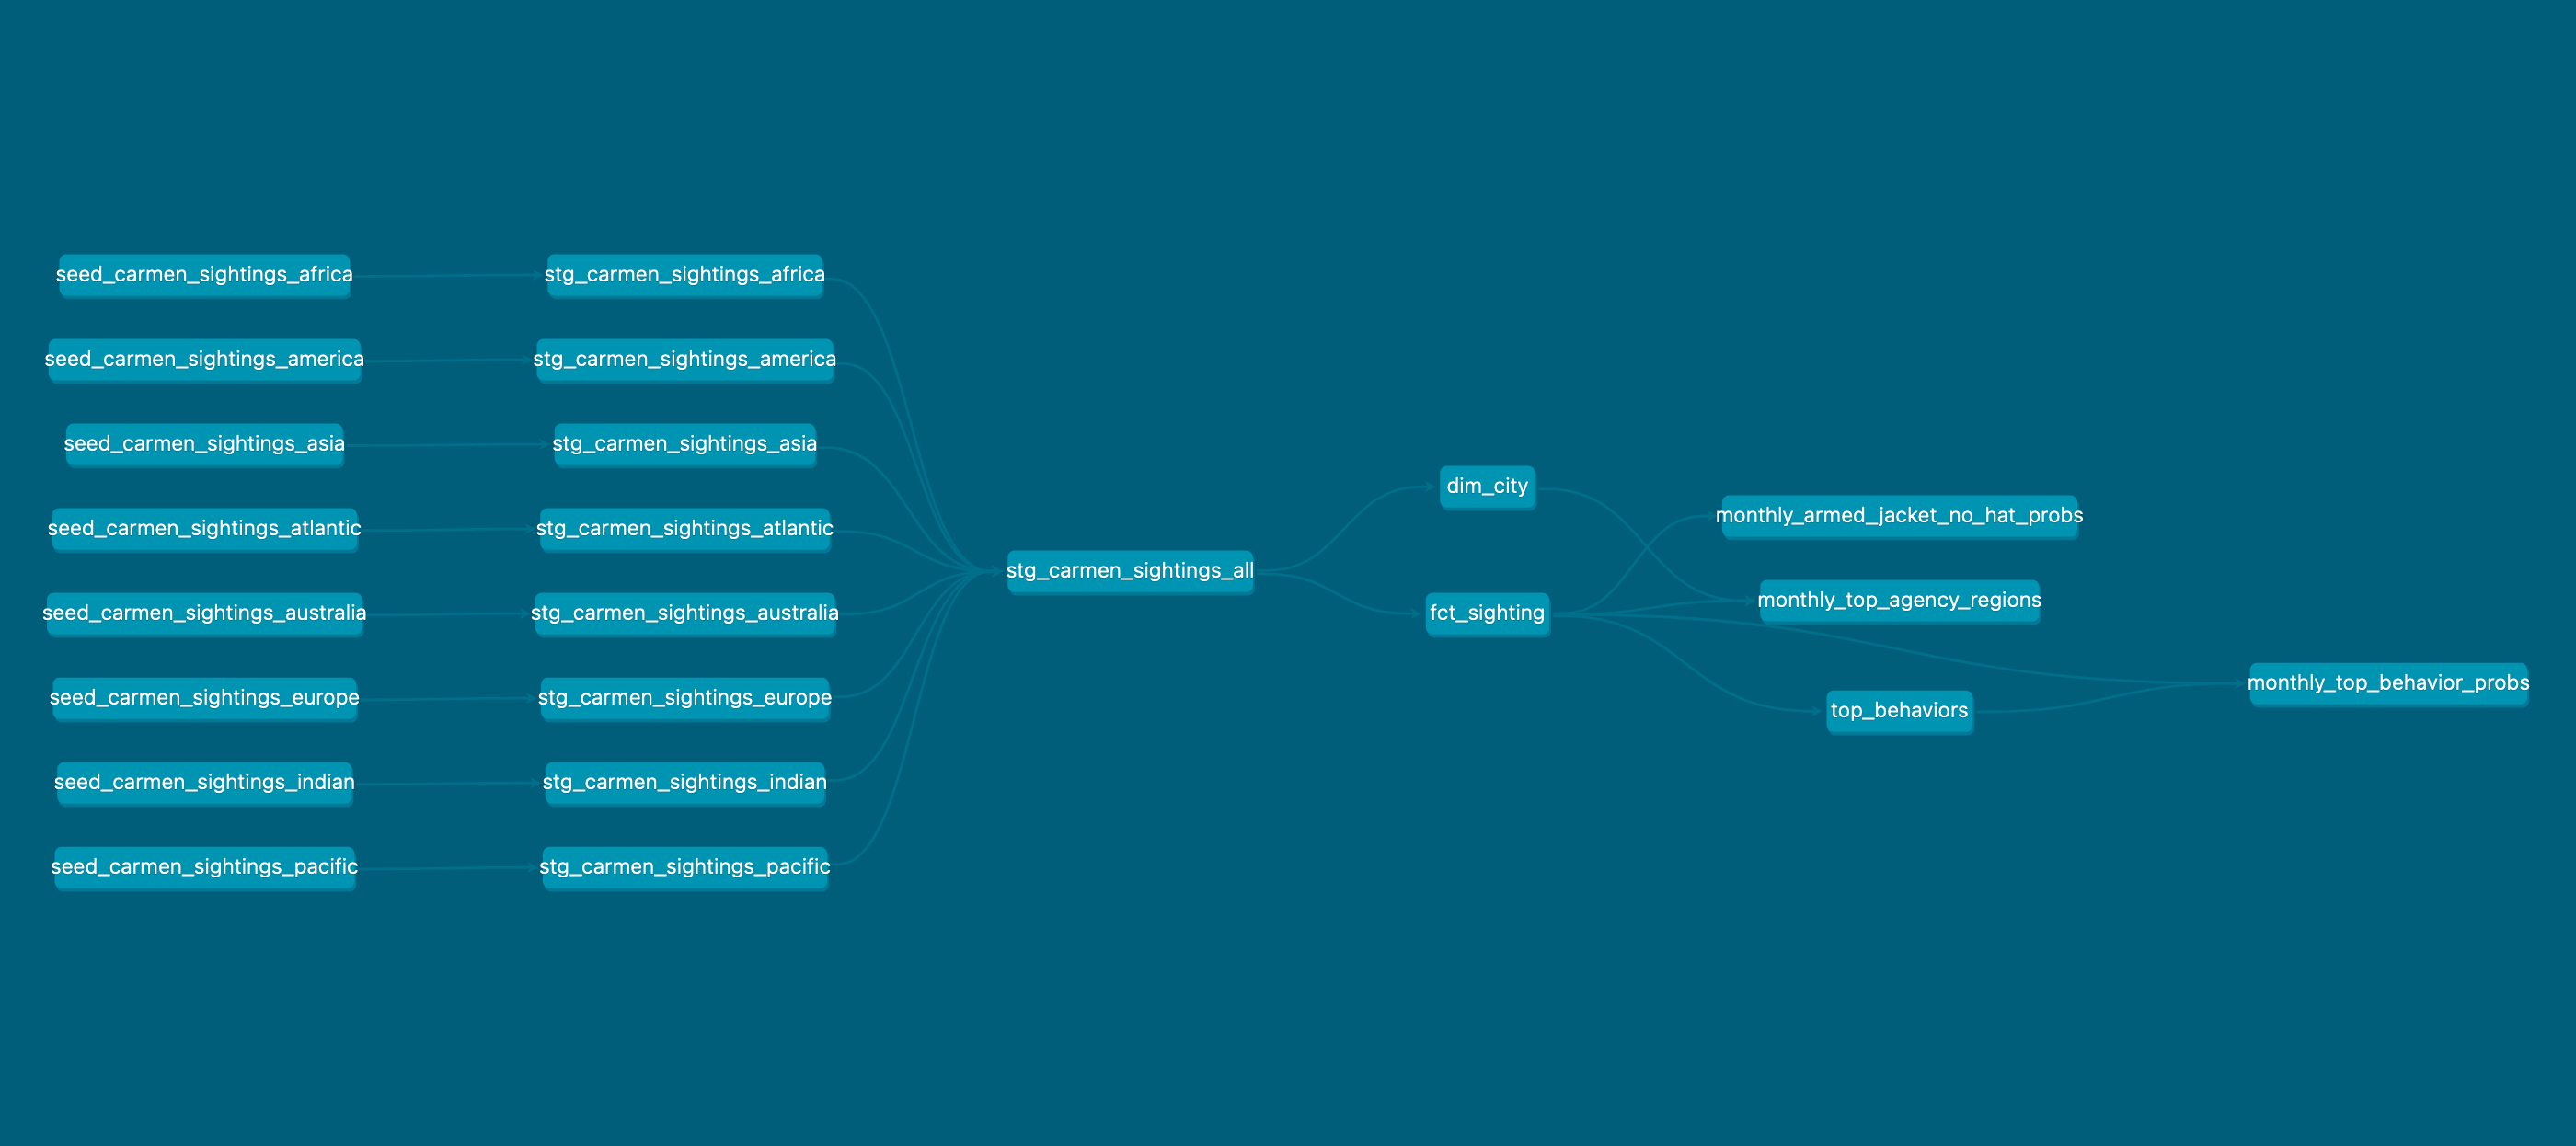 seed_carmen_sightings_africa
seed_carmen_sightings_america
seed_carmen_sightings_asia
seed_carmen_sightings_atlantic
seed_carmen_sightings_australia
seed_carmen_sightings_europe
seed_carmen_sightings_indian
seed_carmen_sightings_pacific
stg_carmen_sightings_africa
stg_carmen_sightings_america
stg_carmen_sightings_asia
stg_carmen_sightings_atlantic
stg_carmen_sightings_australia
stg_carmen_sightings_europe
stg_carmen_sightings_indian
stg_carmen_sightings_pacific
stg_carmen_sightings_all
dim_city
fct_sighting
monthly_armed_jacket_no_hat_probs
monthly_top_agency_regions
top_behaviors
monthly_top_behavior_probs